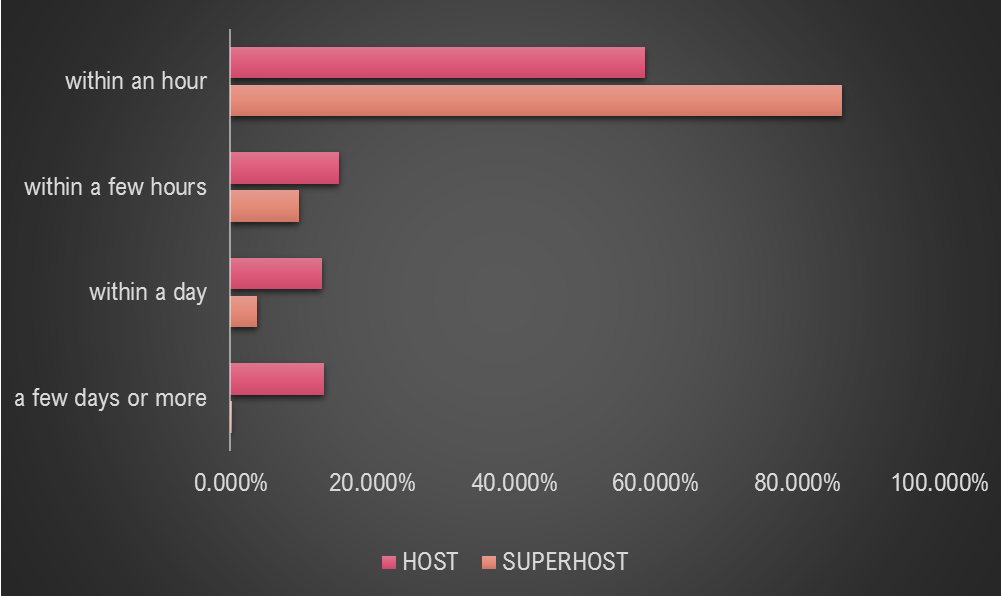 within an hour
within a few hours
within a day
a few days or more
0.000% 20.000% 40.000% 60.000% 80.000% 100.000%
HOST SUPERHOST